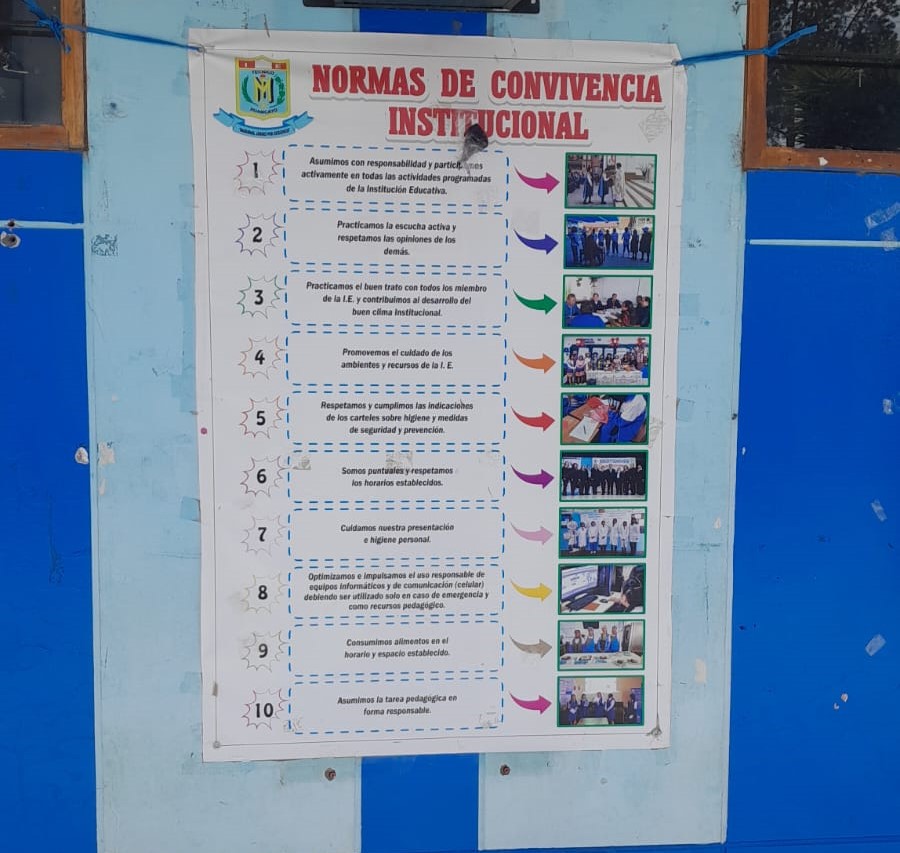 NORMAS DE CONVIVENCIA
INSTITUCIONAL
1
Asumimos con responsabilidad y participamos
activamente en todas las actividades programadas
de la Institución Educativa.
2
Practicamos la escucha activa y
respetamos las opiniones de los
demás.
3
Practicamos el buen trato con todos los miembro
de la I.E. y contribuimos al desarrollo del
buen clima institucional.
4
Promovemos el cuidado de los
ambientes y recursos de la I. E.
5
Respetamos y cumplimos las indicaciones
de los carteles sobre higiene y medidas
de seguridad y prevención.
6
Somos puntuales y respetamos
los horarios establecidos.
7
Cuidamos nuestra presentación
e higiene personal.
8
Optimizamos e impulsamos el uso responsable de
equipos informáticos y de comunicación (celular)
debiendo ser utilizado solo en caso de emergencia y
como recursos pedagógico.
9
Consumimos alimentos en el
horario y espacio establecido.
10
Asumimos la tarea pedagógica en
forma responsable.